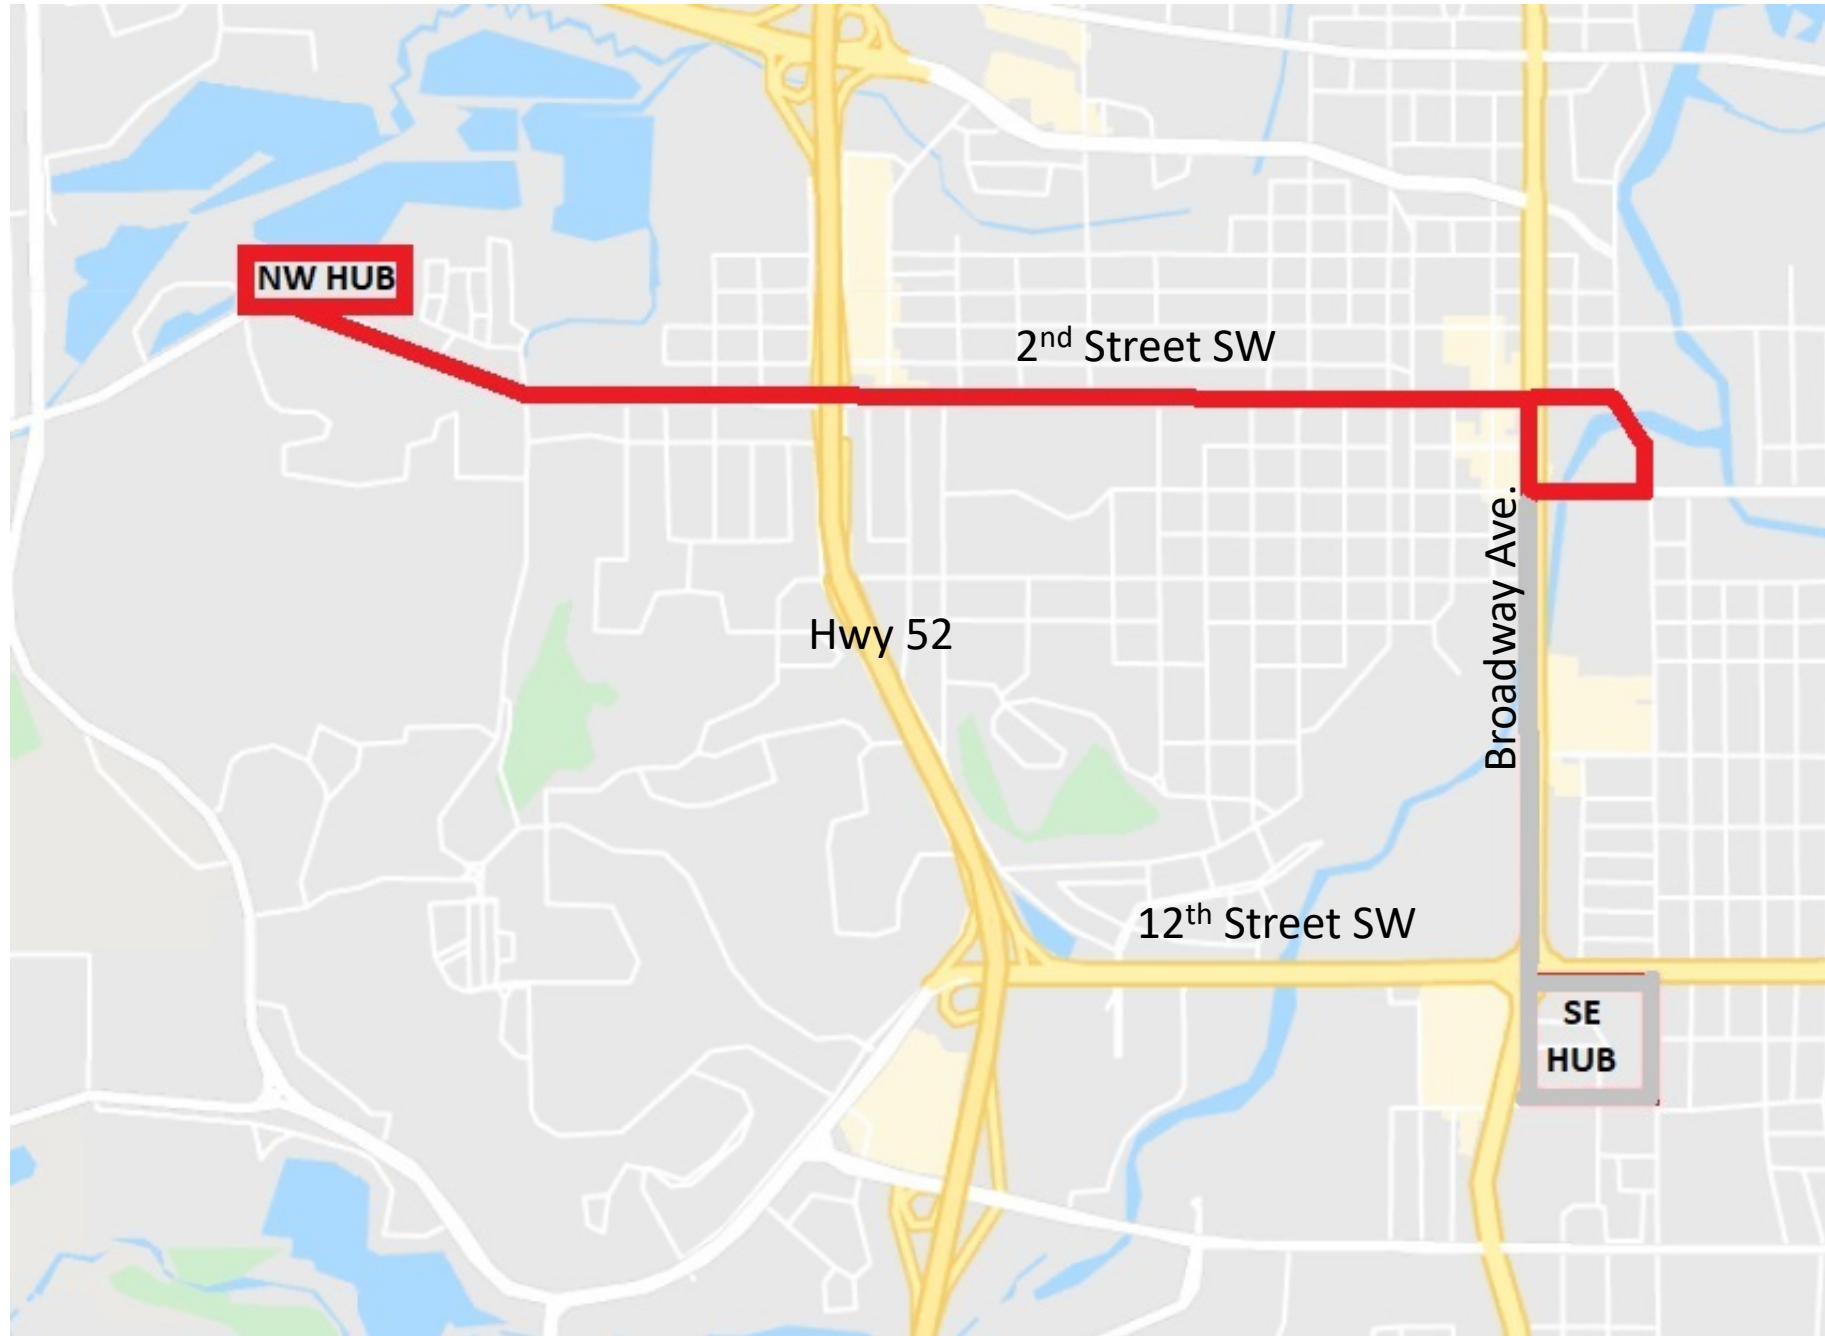 NW HUB
2nd Street SW
Broadway Ave.
Hwy 52
12th Street SW
SE
HUB